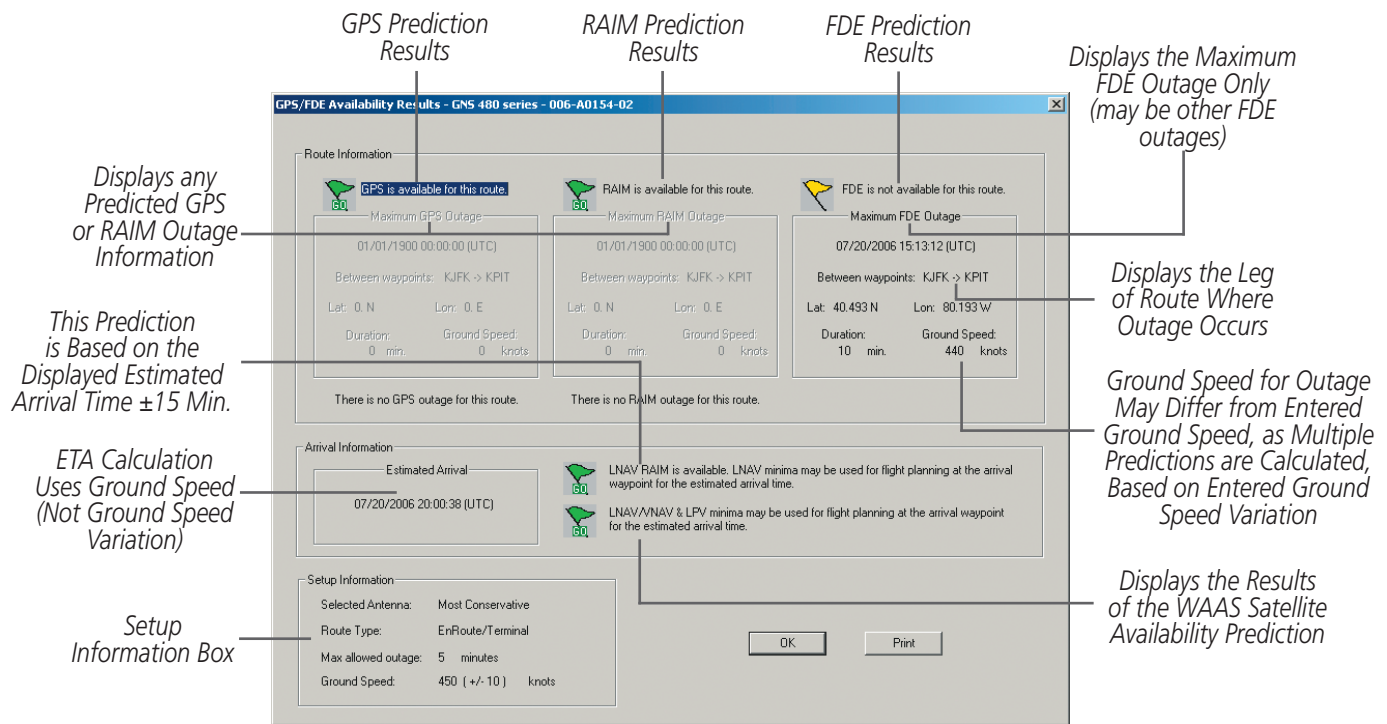 GPS Prediction
Results
RAIM Prediction
Results
FDE Prediction
Results
Displays the Maximum
FDE Outage Only
(may be other FDE
outages)
Displays any
Predicted GPS
or RAIM Outage
Information
This Prediction
is Based on the
Displayed Estimated
Arrival Time ±15 Min.
ETA Calculation
Uses Ground Speed
(Not Ground Speed
Variation)
Setup
Information Box
GPS/FDE Availability Results - GNS 480 series - 006-A0154-02
Route Information
GO
GPS is available for this route.
Maximum GPS Outage
01/01/1900 00:00:00 (UTC)
Between waypoints: KJFK -> KPIT
Lat: 0. N Lon: 0. E
Duration: Ground Speed:
0 min. 0 knots
There is no GPS outage for this route.
GO
RAIM is available for this route.
Maximum RAIM Outage
01/01/1900 00:00:00 (UTC)
Between waypoints: KJFK -> KPIT
Lat: 0. N Lon: 0. E
Duration: Ground Speed:
0 min. 0 knots
There is no RAIM outage for this route.
FDE is not available for this route.
Maximum FDE Outage
07/20/2006 15:13:12 (UTC)
Between waypoints: KJFK -> KPIT
Lat: 40.493 N Lon: 80.193 W
Duration: Ground Speed:
10 min. 440 knots
Arrival Information
Estimated Arrival
07/20/2006 20:00:38 (UTC)
GO
LNAV RAIM is available. LNAV minima may be used for flight planning at the arrival
waypoint for the estimated arrival time.
GO
LNAV/VNAV & LPV minima may be used for flight planning at the arrival waypoint
for the estimated arrival time.
Setup Information
Selected Antenna: Most Conservative
Route Type: EnRoute/Terminal
Max allowed outage: 5 minutes
Ground Speed: 450 ( +/- 10 ) knots
OK
Print
Displays the Leg
of Route Where
Outage Occurs
Ground Speed for Outage
May Differ from Entered
Ground Speed, as Multiple
Predictions are Calculated,
Based on Entered Ground
Speed Variation
Displays the Results
of the WAAS Satellite
Availability Prediction